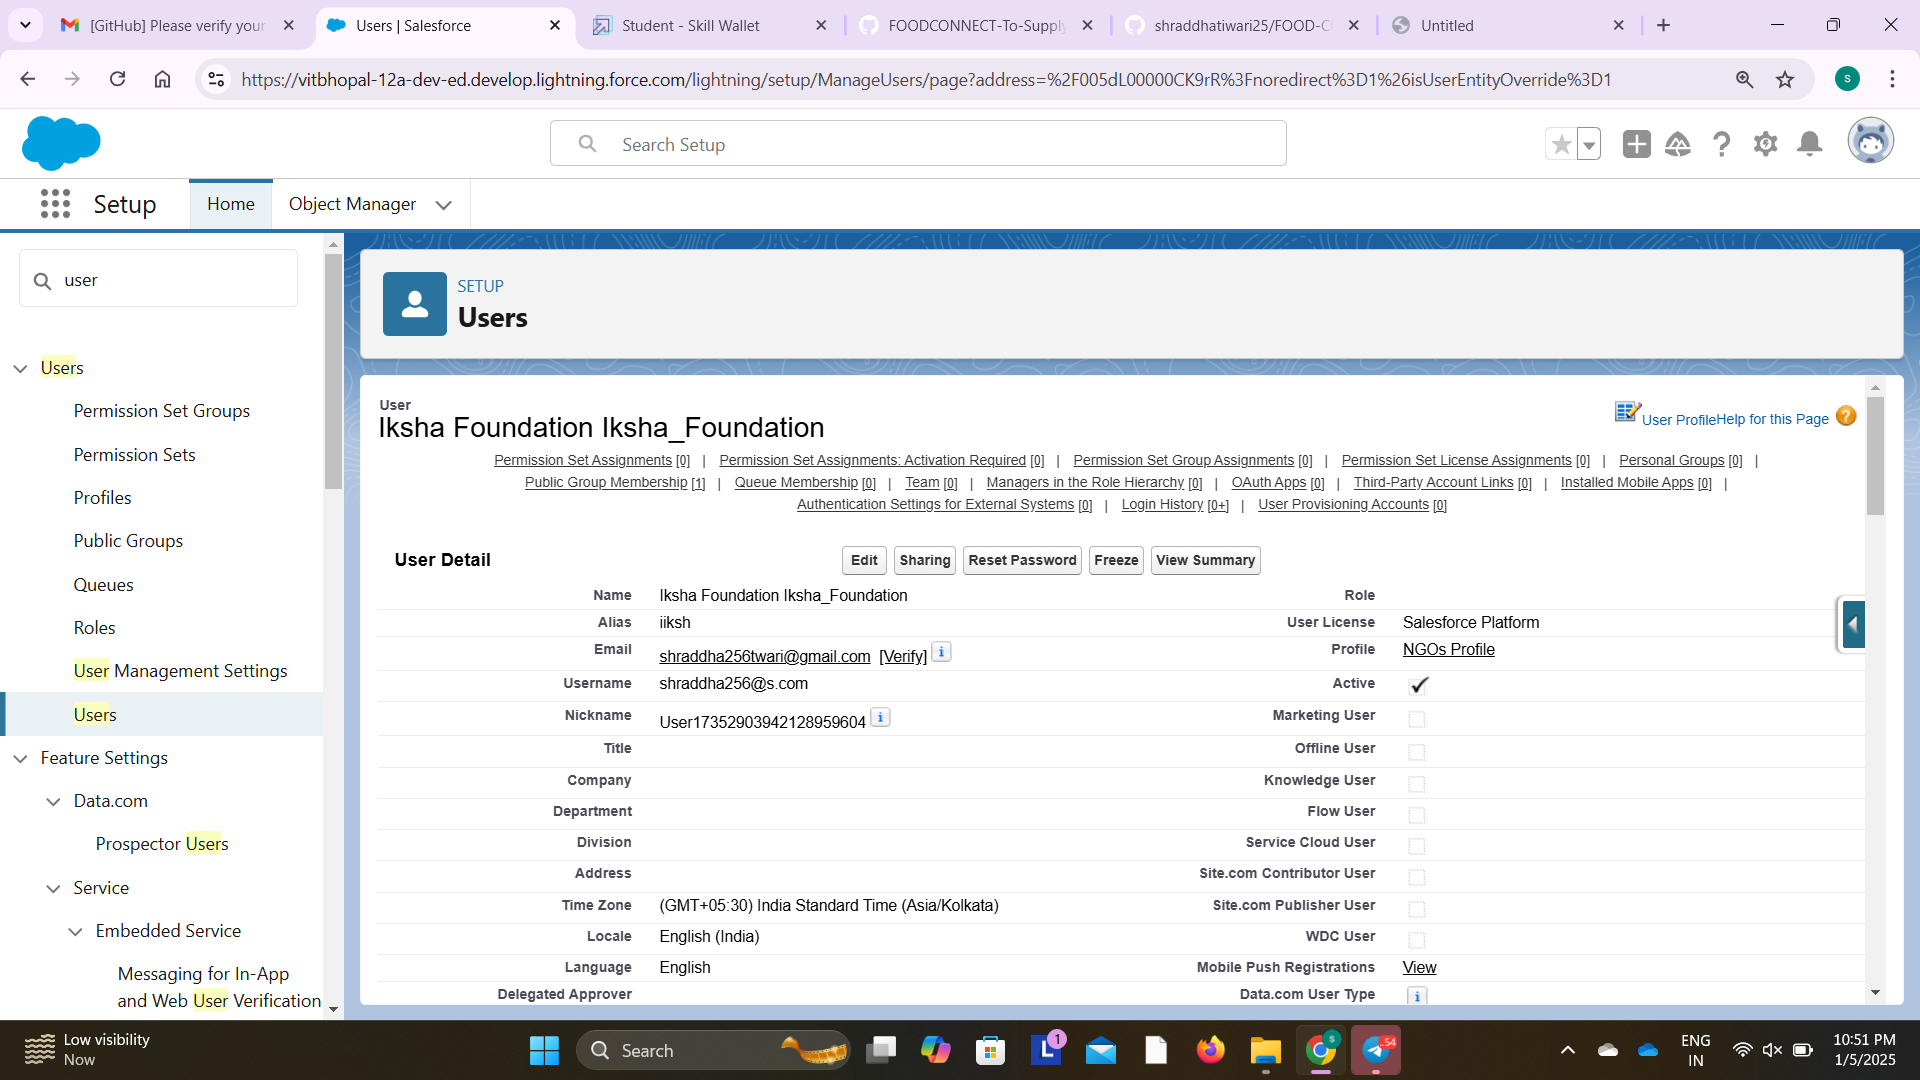 [GitHub] Please verify your
Users | Salesforce
Student - Skill Wallet
FOODCONNECT-To-Supply
shraddhatiwari25/FOOD-C
Untitled
https://vitbhopal-12a-dev-ed.develop.lightning.force.com/lightning/setup/ManageUsers/page?address=%2F005dL00000CK9rR%3Fnoredirect%3D1%26isUserEntityOverride%3D1
S
Search Setup
Setup
Home
Object Manager
user
Users
Permission Set Groups
Permission Sets
Profiles
Public Groups
Queues
Roles
User Management Settings
Users
Feature Settings
Data.com
Prospector Users
Service
Embedded Service
Messaging for In-App
and Web User Verification
SETUP
Users
User
Iksha Foundation Iksha_Foundation
User Profile Help for this Page ?
Permission Set Assignments [0] | Permission Set Assignments: Activation Required [0] | Permission Set Group Assignments [0] | Permission Set License Assignments [0] | Personal Groups [0] |
Public Group Membership [1] | Queue Membership [0] | Team [0] | Managers in the Role Hierarchy [0] | OAuth Apps [0] | Third-Party Account Links [0] | Installed Mobile Apps [0] |
Authentication Settings for External Systems [0] | Login History [0+] | User Provisioning Accounts [0]
User Detail
Edit Sharing Reset Password Freeze View Summary
Name Iksha Foundation Iksha_Foundation Role
Alias iiksh User License Salesforce Platform
Email shraddha256twari@gmail.com [Verify] i Profile NGOs Profile
Username shraddha256@s.com Active
Nickname User17352903942128959604 i Marketing User
Title Offline User
Company Knowledge User
Department Flow User
Division Service Cloud User
Address Site.com Contributor User
Time Zone (GMT+05:30) India Standard Time (Asia/Kolkata) Site.com Publisher User
Locale English (India) WDC User
Language English Mobile Push Registrations View
Delegated Approver Data.com User Type i
Low visibility
Now
Search
L
1
S
54
ENG
IN
10:51 PM
1/5/2025